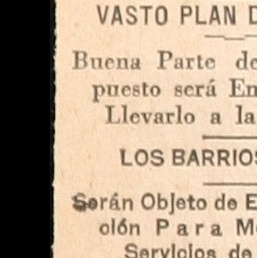 VASTO PLAN D
Buena Parte de
puesto será En
Llevarlo a la
LOS BARRIOS
Serán Objeto de E
ción Para M
Servicios de